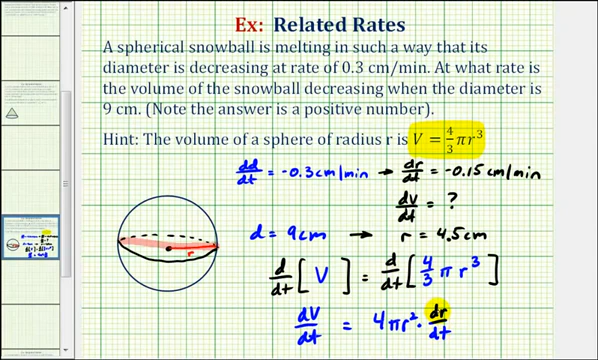 Ex: Related Rates
A spherical snowball is melting in such a way that its
diameter is decreasing at rate of 0.3 cm/min. At what rate is
the volume of the snowball decreasing when the diameter is
9 cm. (Note the answer is a positive number).
Hint: The volume of a sphere of radius r is V = 4/3 πr³
dd/dt = -0.3 cm/min → dr/dt = -0.15 cm/min
dV/dt = ?
d = 9cm → r = 4.5cm
r
d/dt [ V ] = d/dt [ 4/3 π r³ ]
dV/dt = 4πr² · dr/dt